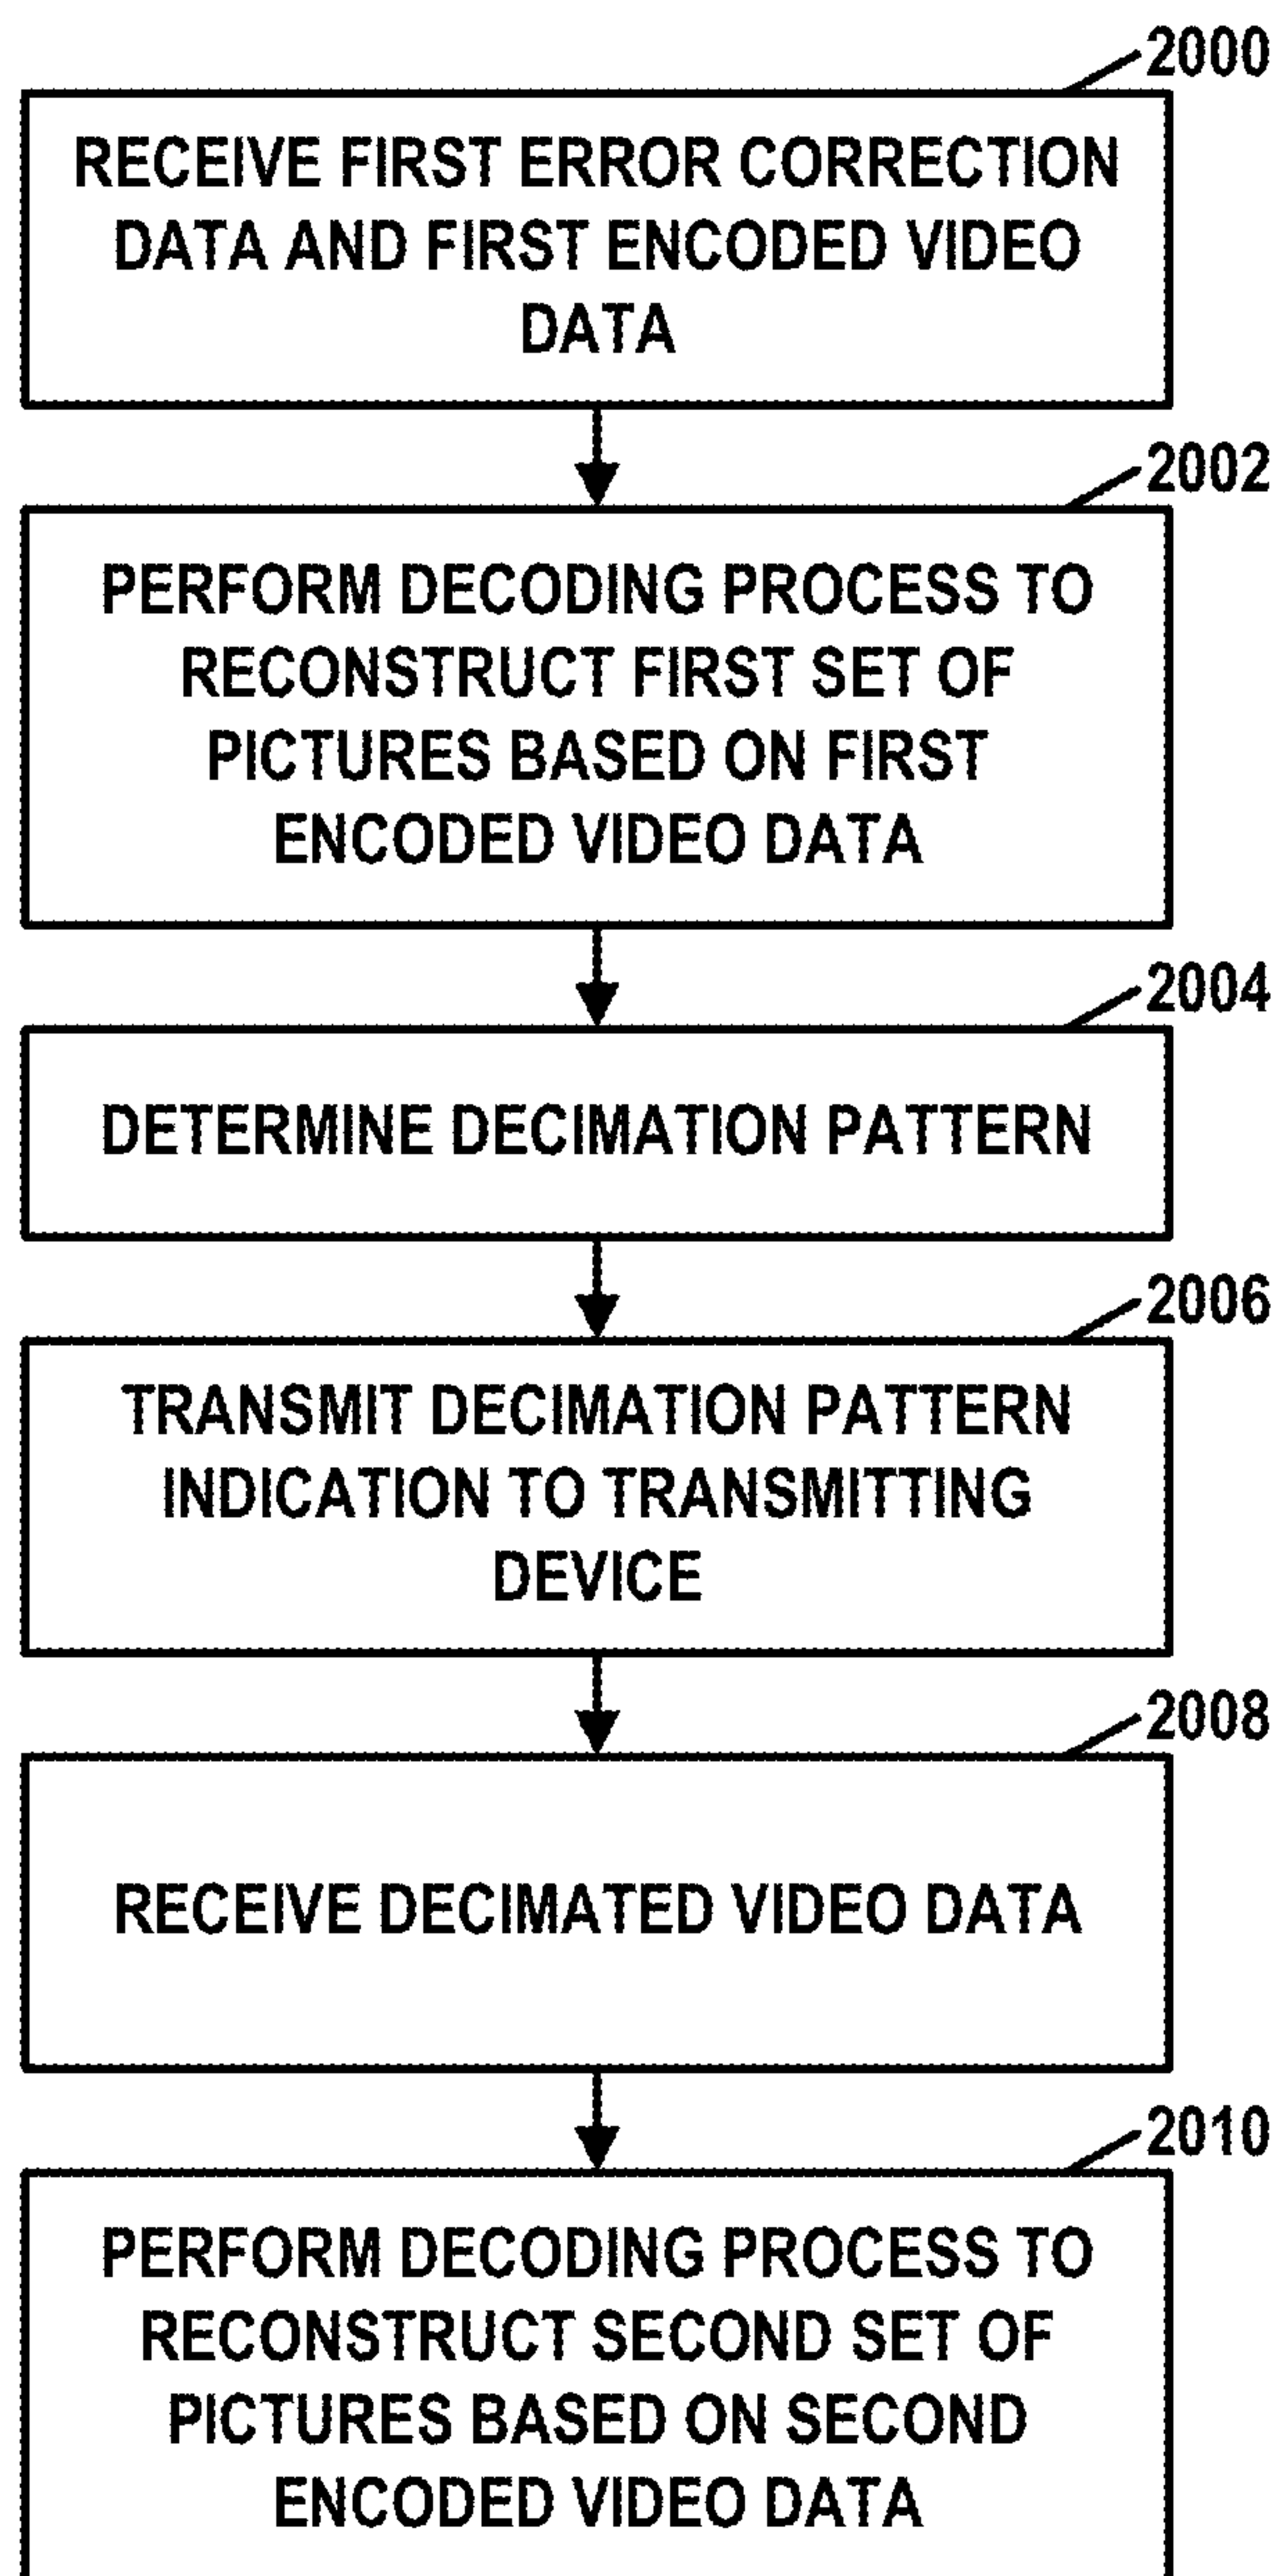 2000
RECEIVE FIRST ERROR CORRECTION
DATA AND FIRST ENCODED VIDEO
DATA
2002
PERFORM DECODING PROCESS TO
RECONSTRUCT FIRST SET OF
PICTURES BASED ON FIRST
ENCODED VIDEO DATA
2004
DETERMINE DECIMATION PATTERN
2006
TRANSMIT DECIMATION PATTERN
INDICATION TO TRANSMITTING
DEVICE
2008
RECEIVE DECIMATED VIDEO DATA
2010
PERFORM DECODING PROCESS TO
RECONSTRUCT SECOND SET OF
PICTURES BASED ON SECOND
ENCODED VIDEO DATA